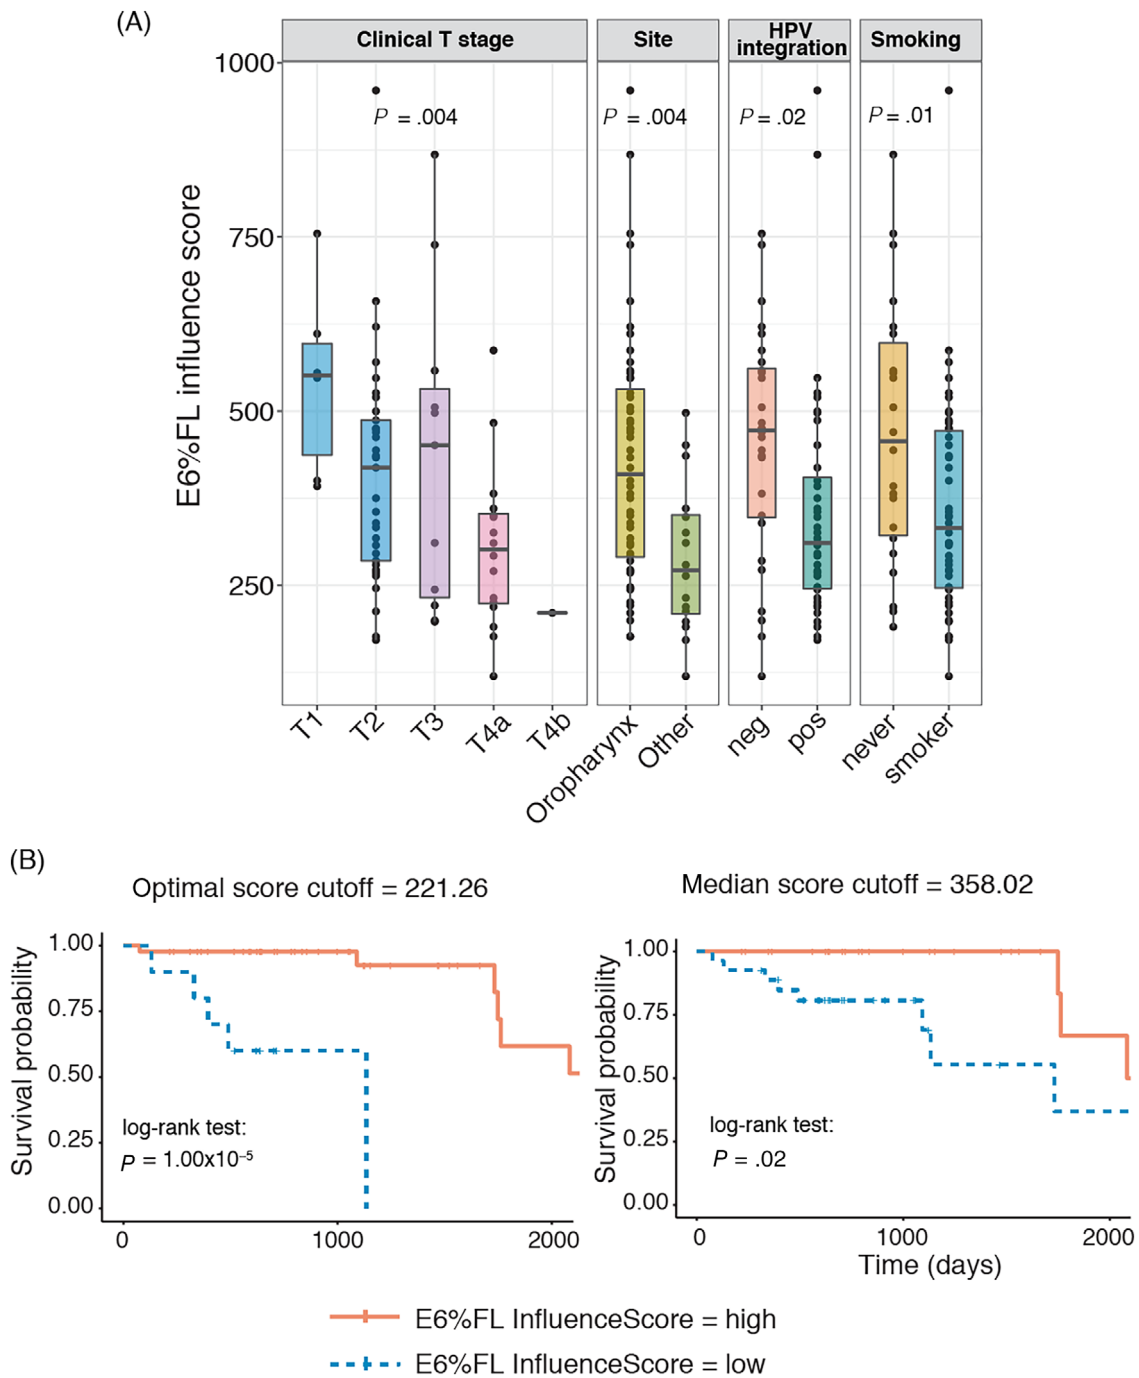 (A)
Clinical T stage
Site
HPV
integration
Smoking
E6%FL influence score
1000
750
500
250
P = .004
P = .004
P = .02
P = .01
T1
T2
T3
T4a
T4b
Oropharynx
Other
neg
pos
never
smoker
(B)
Optimal score cutoff = 221.26
Survival probability
1.00
0.75
0.50
0.25
0.00
log-rank test:
P = 1.00x10⁻⁵
0
1000
2000
Median score cutoff = 358.02
Survival probability
1.00
0.75
0.50
0.25
0.00
log-rank test:
P = .02
0
1000
2000
Time (days)
E6%FL InfluenceScore = high
E6%FL InfluenceScore = low